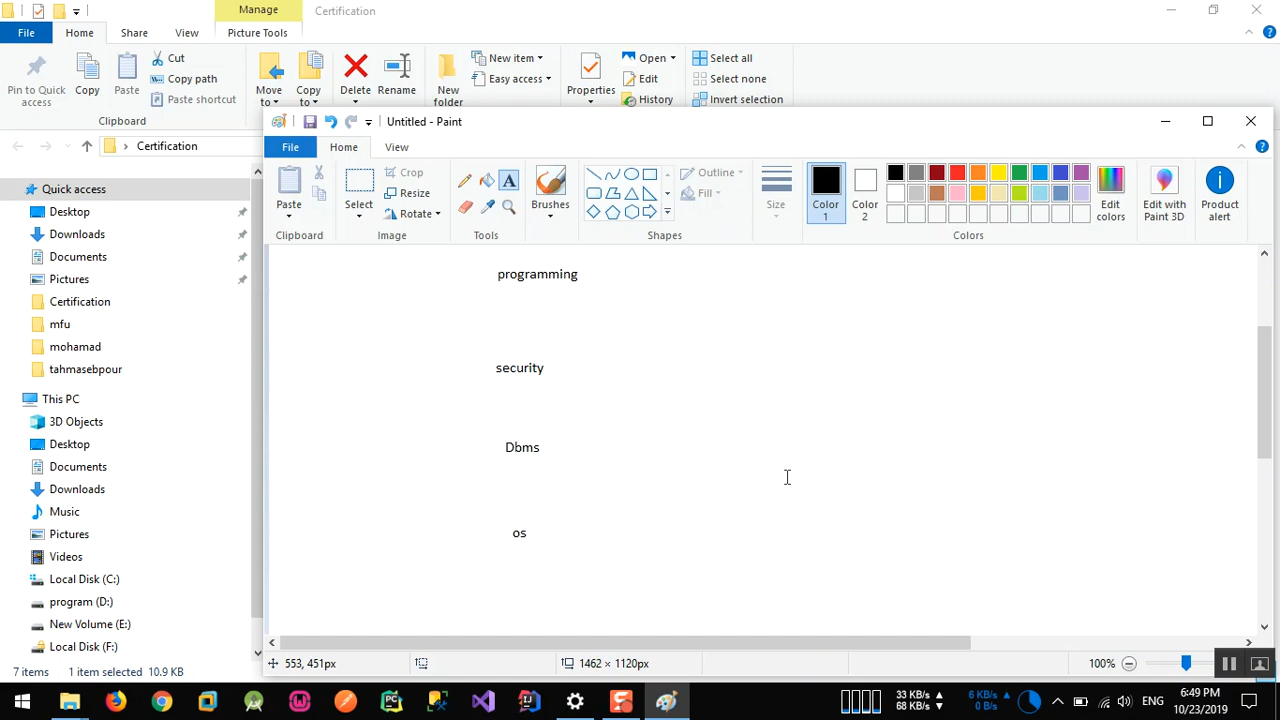 Manage
Certification
File
Home
Share
View
Picture Tools
Pin to Quick access
Copy
Paste
Cut
Copy path
Paste shortcut
Move to
Copy to
Delete
Rename
New folder
New item
Easy access
Properties
Open
Edit
History
Select all
Select none
Invert selection
Clipboard
Certification
Untitled - Paint
File
Home
View
Paste
Select
Crop
Resize
Rotate
Brushes
Outline
Fill
Size
Color 1
Color 2
Edit colors
Edit with Paint 3D
Product alert
Clipboard
Image
Tools
Shapes
Colors
Quick access
Desktop
Downloads
Documents
Pictures
Certification
mfu
mohamad
tahmasebpour
This PC
3D Objects
Desktop
Documents
Downloads
Music
Pictures
Videos
Local Disk (C:)
program (D:)
New Volume (E:)
Local Disk (F:)
7 items
1 item selected 10.9 KB
programming
security
Dbms
os
553, 451px
1462 × 1120px
100%
33 KB/s
68 KB/s
6 KB/s
0 B/s
ENG
6:49 PM
10/23/2019